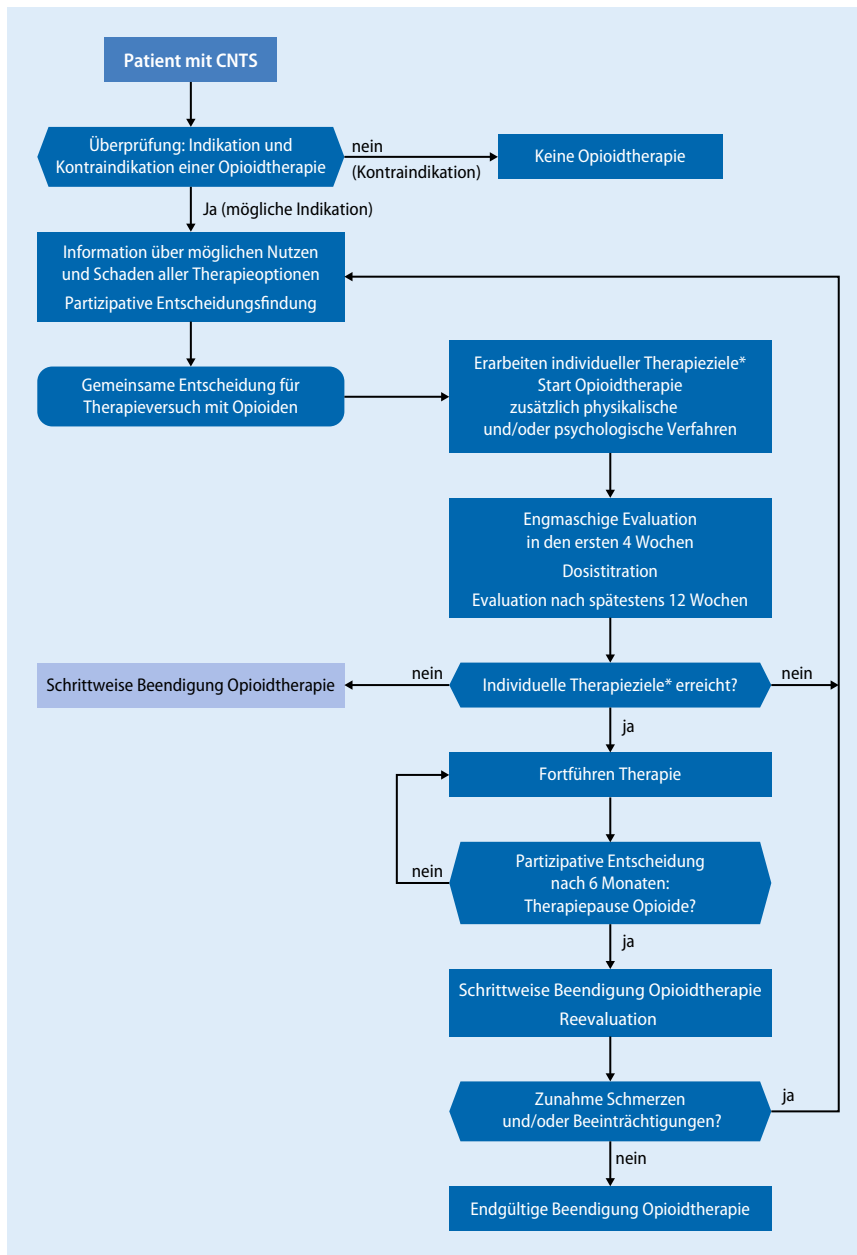 Patient mit CNTS
Überprüfung: Indikation und
Kontraindikation einer Opioidtherapie
nein
(Kontraindikation)
Keine Opioidtherapie
Ja (mögliche Indikation)
Information über möglichen Nutzen
und Schaden aller Therapieoptionen
Partizipative Entscheidungsfindung
Gemeinsame Entscheidung für
Therapieversuch mit Opioiden
Erarbeiten individueller Therapieziele*
Start Opioidtherapie
zusätzlich physikalische
und/oder psychologische Verfahren
Engmaschige Evaluation
in den ersten 4 Wochen
Dosistitration
Evaluation nach spätestens 12 Wochen
Schrittweise Beendigung Opioidtherapie
nein
Individuelle Therapieziele* erreicht?
nein
ja
Fortführen Therapie
nein
Partizipative Entscheidung
nach 6 Monaten:
Therapiepause Opioide?
ja
Schrittweise Beendigung Opioidtherapie
Reevaluation
Zunahme Schmerzen
und/oder Beeinträchtigungen?
ja
nein
Endgültige Beendigung Opioidtherapie